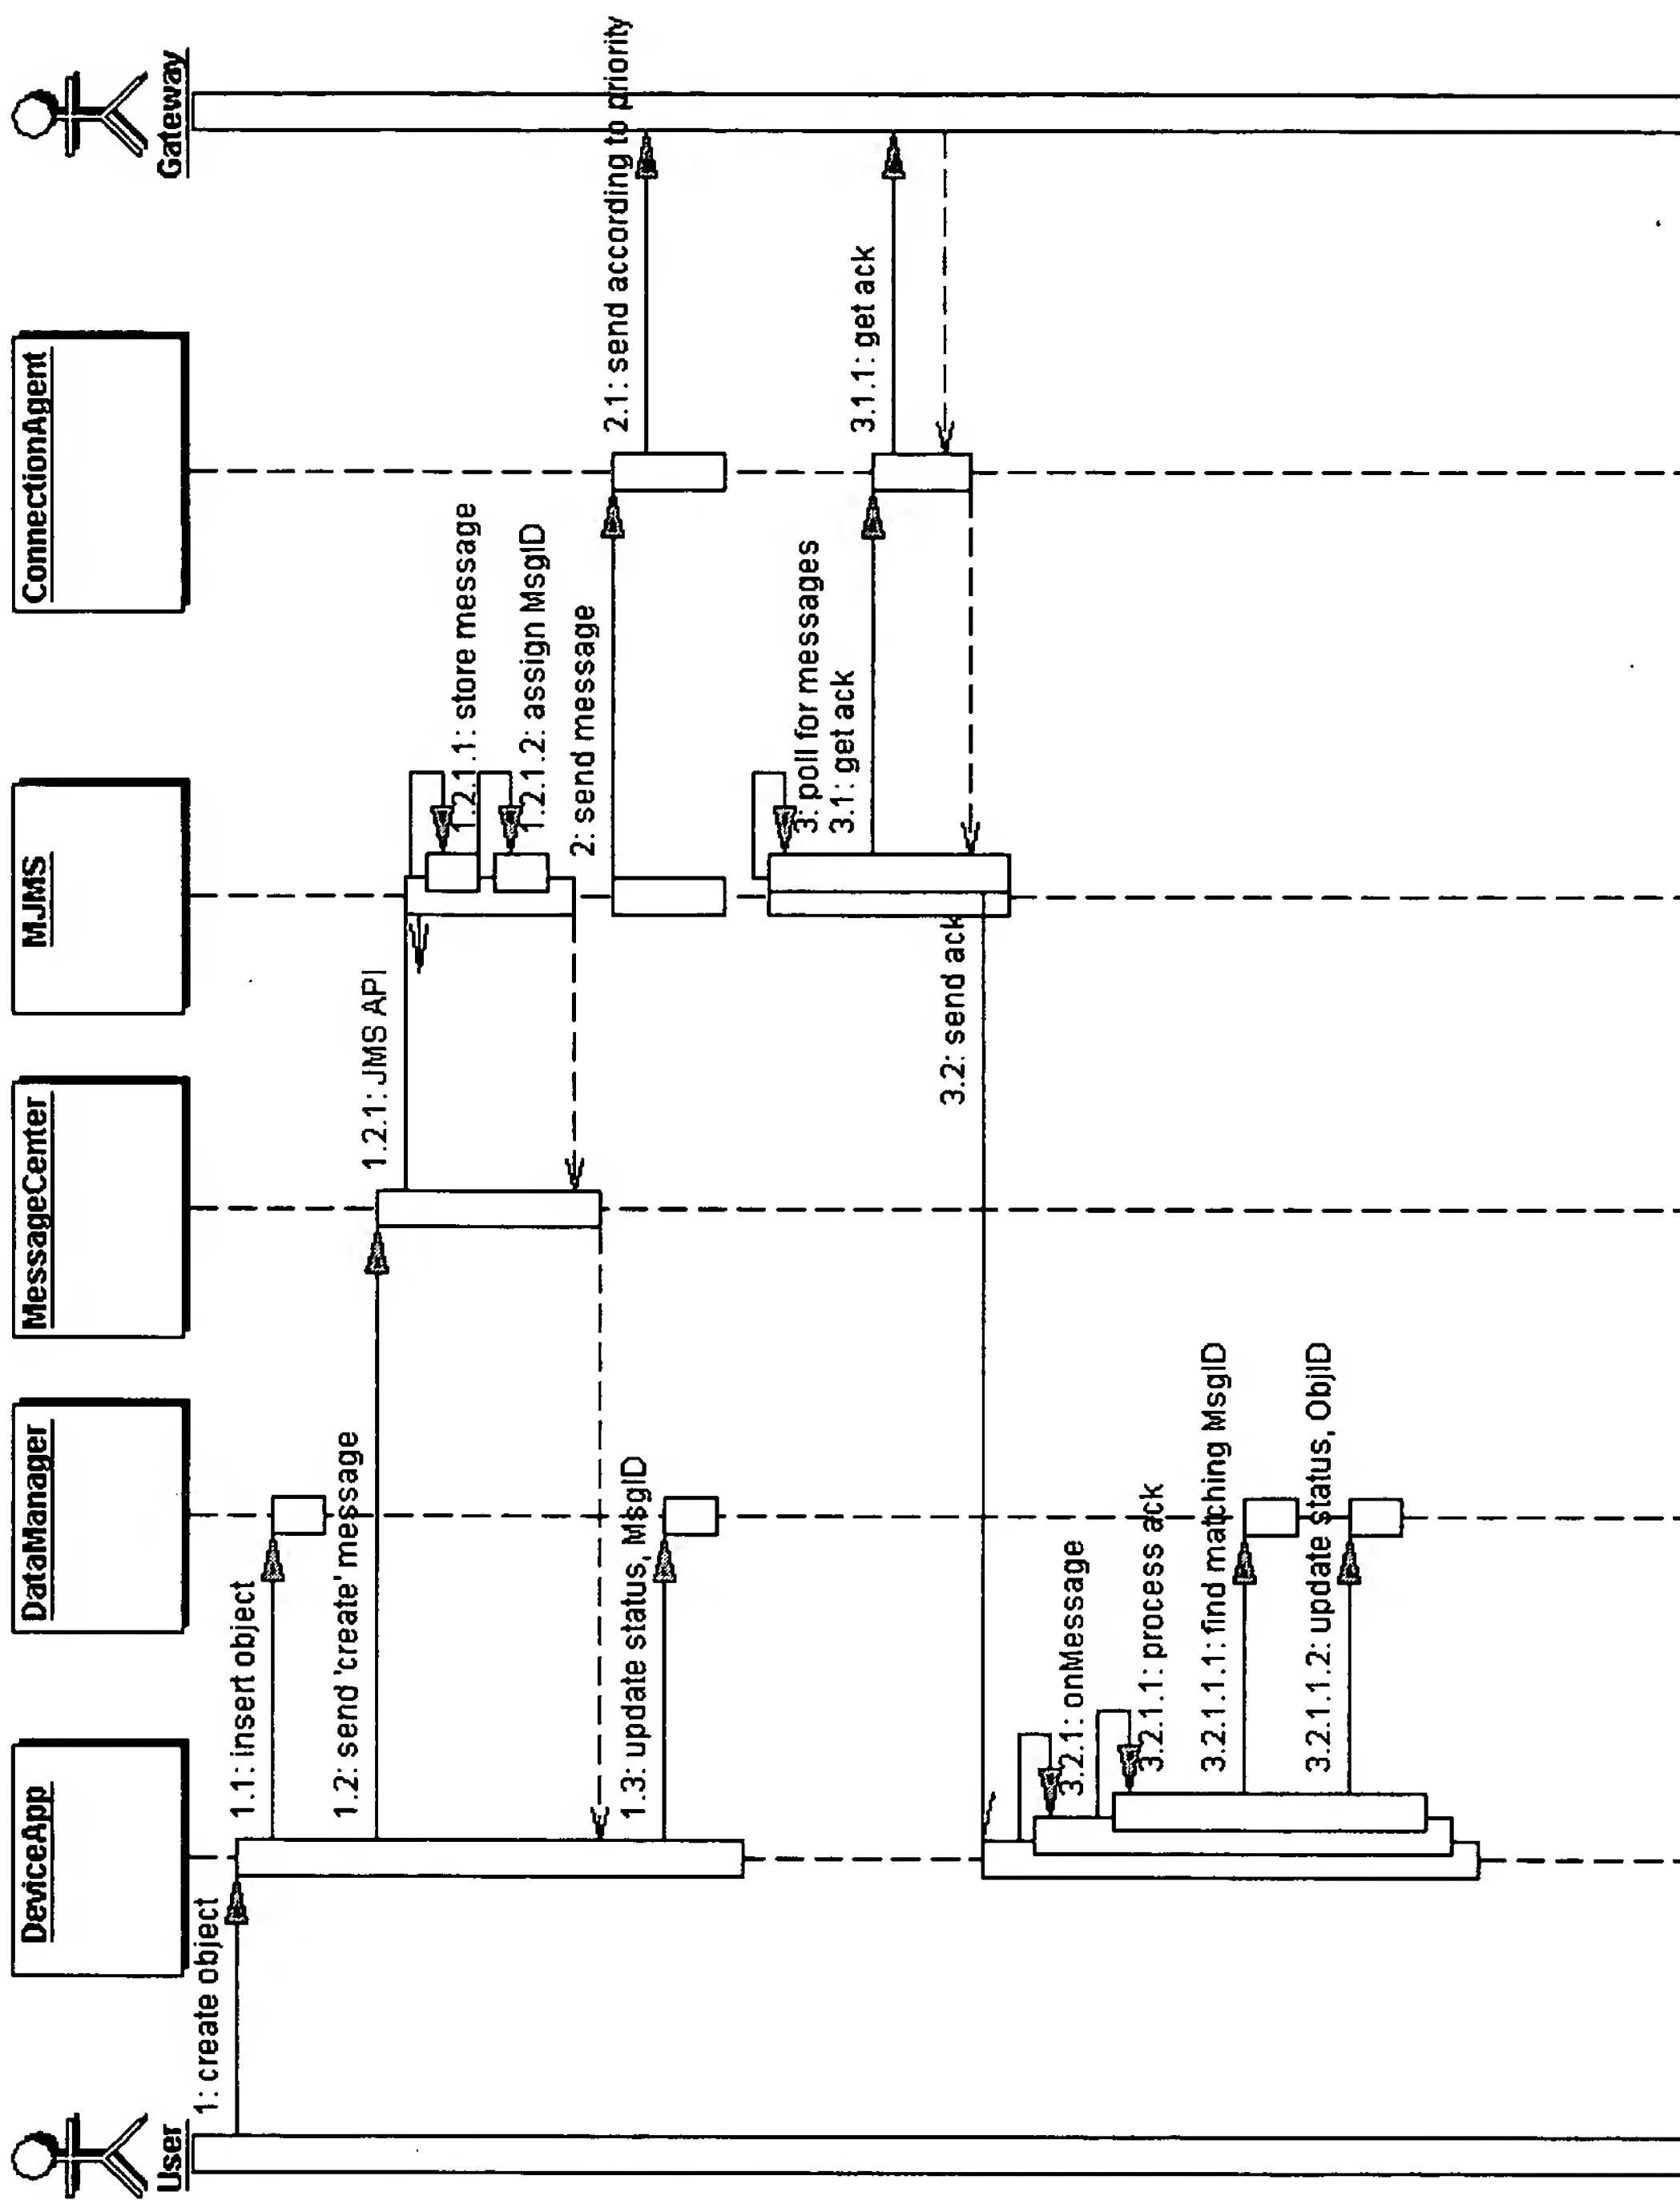 User
DeviceApp
DataManager
MessageCenter
MJMS
ConnectionAgent
Gateway
1: create object
1.1: insert object
1.2: send 'create' message
1.2.1: JMS API
1.2.1.1: store message
1.2.1.2: assign MsgID
2: send message
2.1: send according to priority
1.3: update status, MsgID
3: poll for messages
3.1: get ack
3.1.1: get ack
3.2: send ack
3.2.1: onMessage
3.2.1.1: process ack
3.2.1.1.1: find matching MsgID
3.2.1.1.2: update status, ObjID